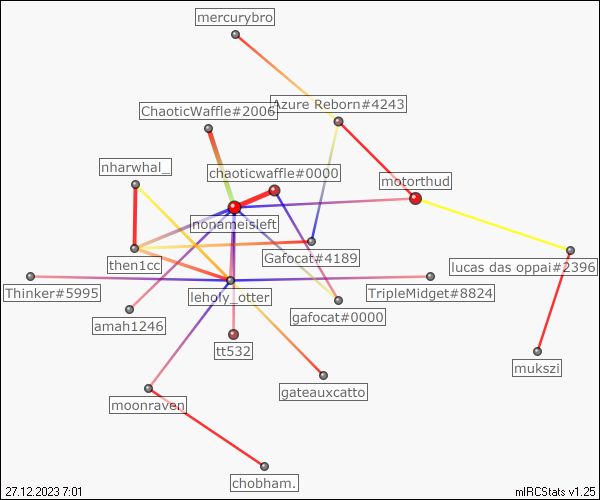 mercurybro
Azure Reborn#4243
ChaoticWaffle#2006
nharwhal_
chaoticwaffle#0000
motorthud
nonameisleft
then1cc
Gafocat#4189
lucas das oppai#2396
Thinker#5995
leholy_otter
TripleMidget#8824
amah1246
gafocat#0000
tt532
mukszi
gateauxcatto
moonraven
chobham.
27.12.2023 7:01
mIRCStats v1.25